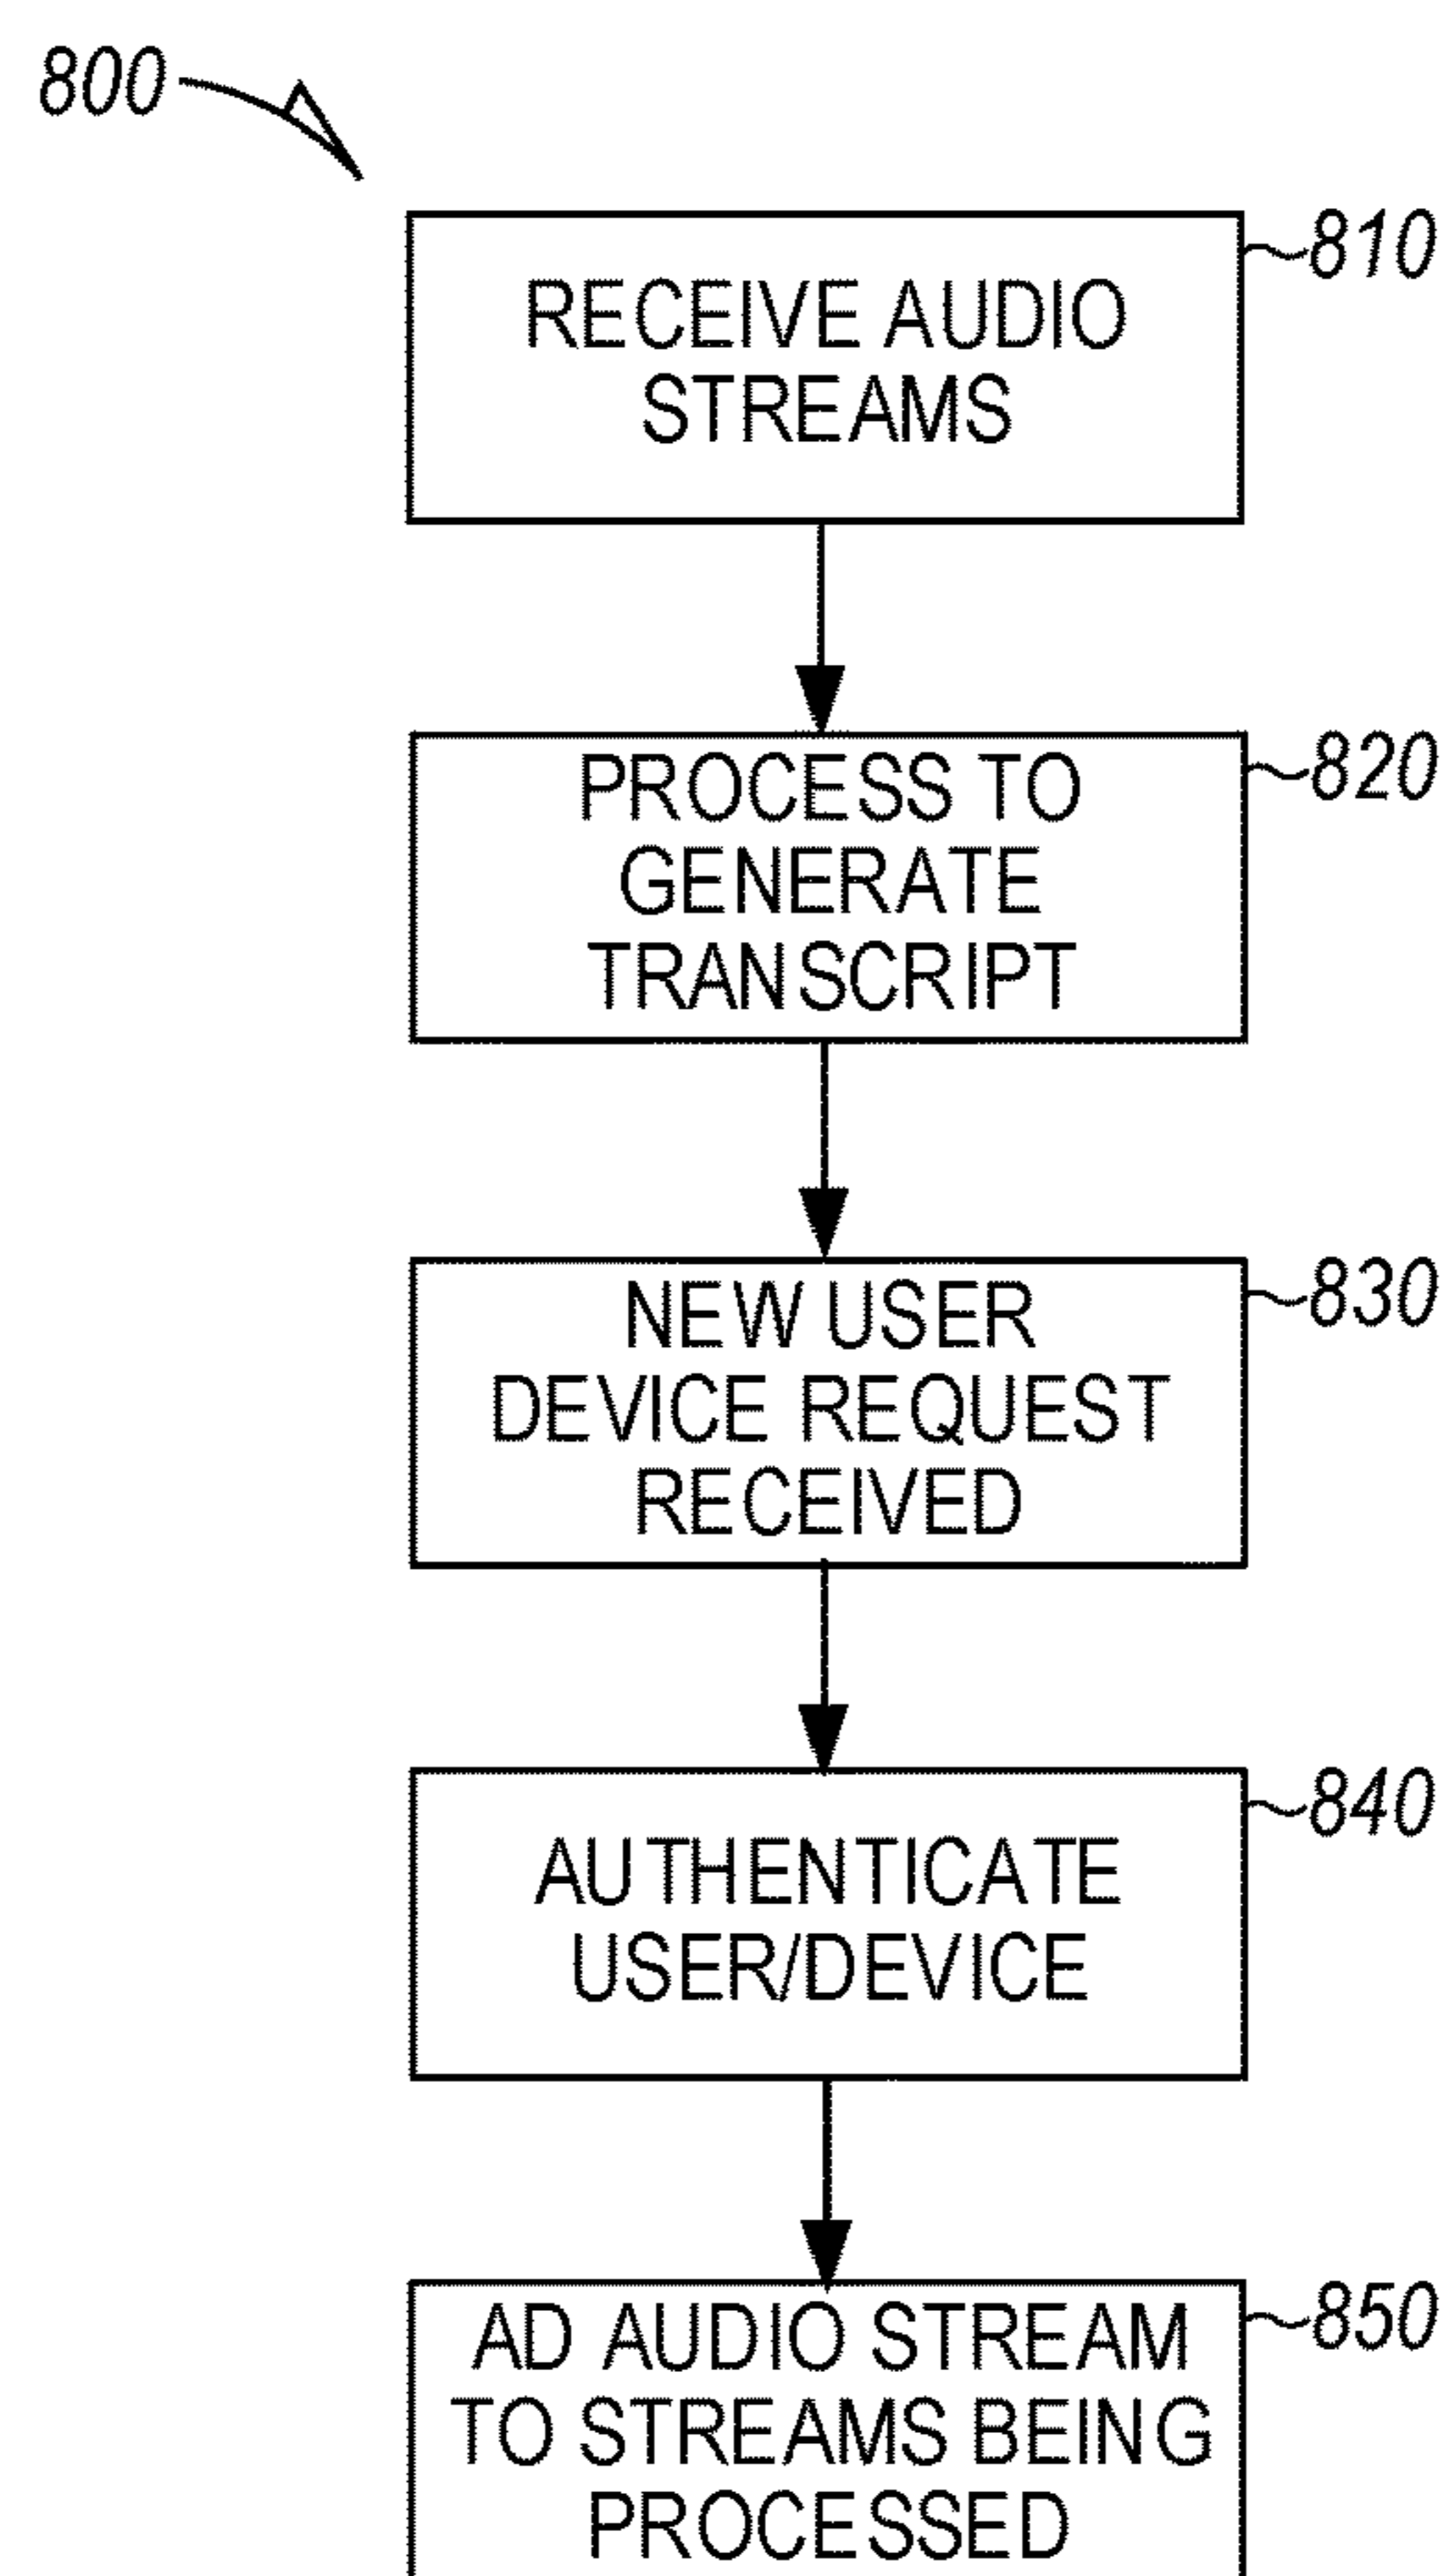 800
810
RECEIVE AUDIO
STREAMS
820
PROCESS TO
GENERATE
TRANSCRIPT
830
NEW USER
DEVICE REQUEST
RECEIVED
840
AUTHENTICATE
USER/DEVICE
850
AD AUDIO STREAM
TO STREAMS BEING
PROCESSED